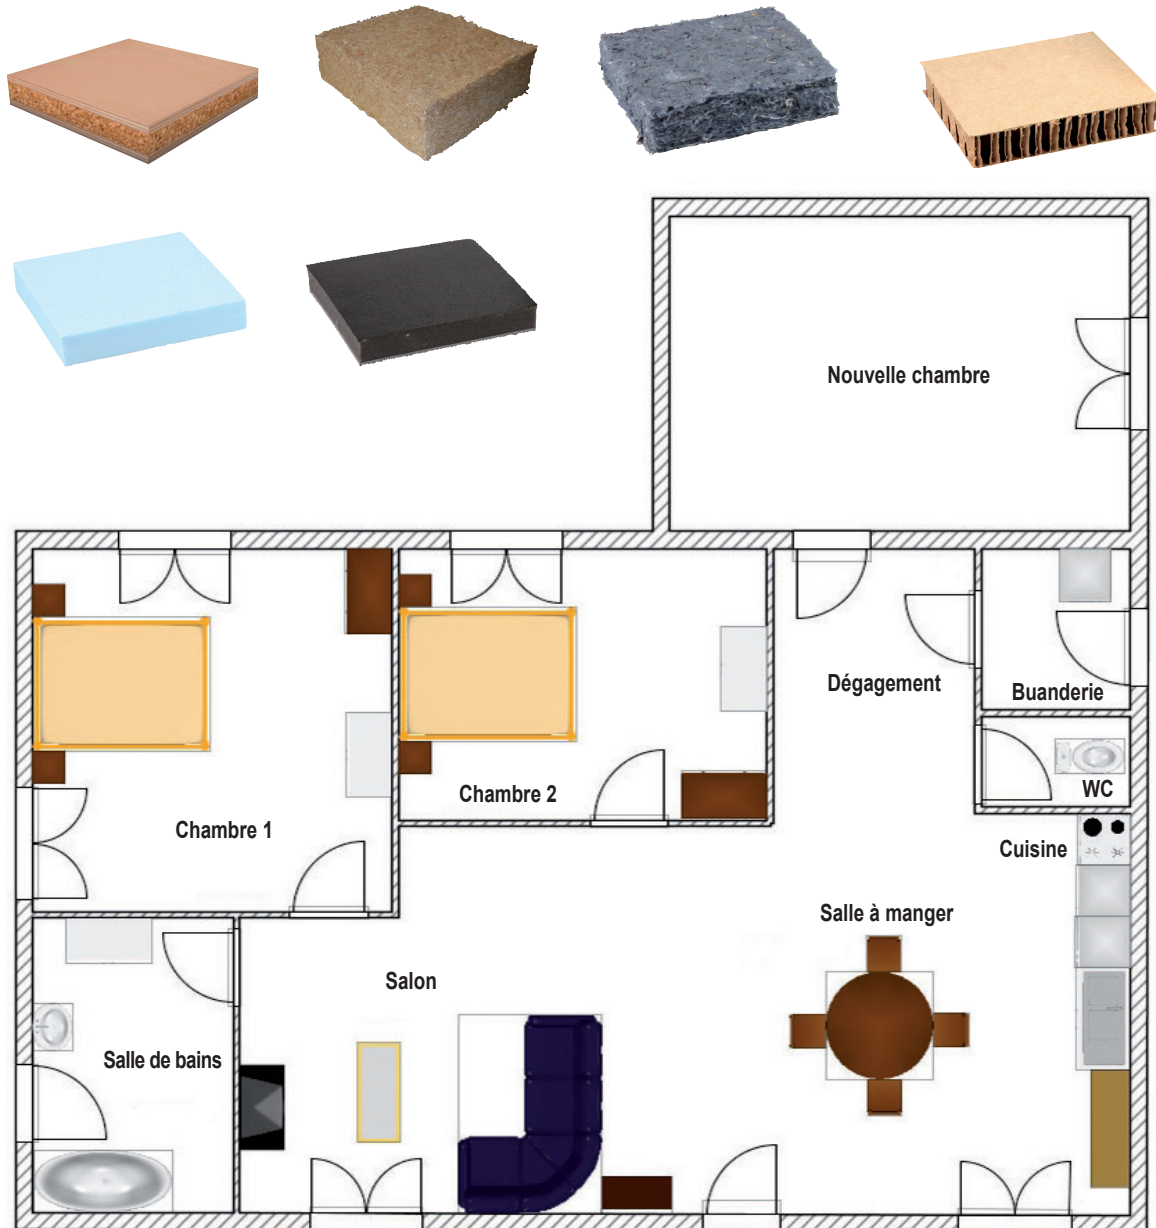 Nouvelle chambre
Dégagement
Buanderie
WC
Chambre 2
Chambre 1
Cuisine
Salle à manger
Salon
Salle de bains